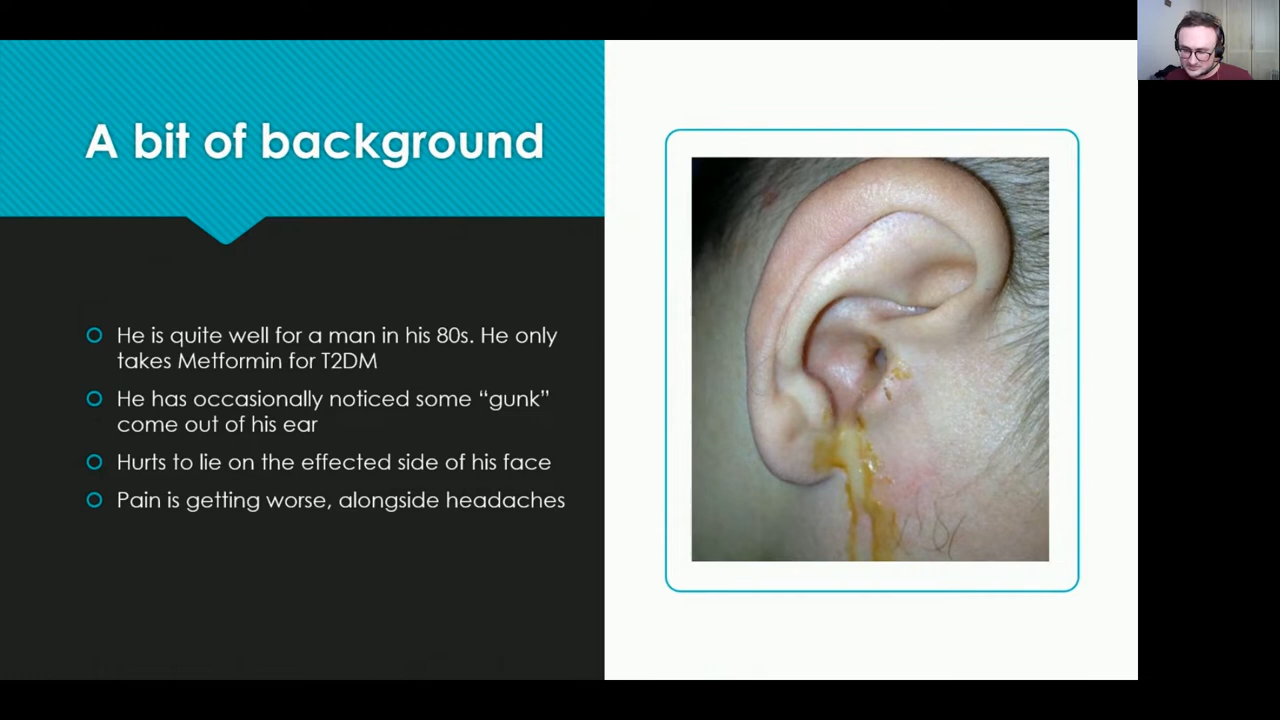 A bit of background
He is quite well for a man in his 80s. He only
takes Metformin for T2DM
He has occasionally noticed some “gunk”
come out of his ear
Hurts to lie on the effected side of his face
Pain is getting worse, alongside headaches